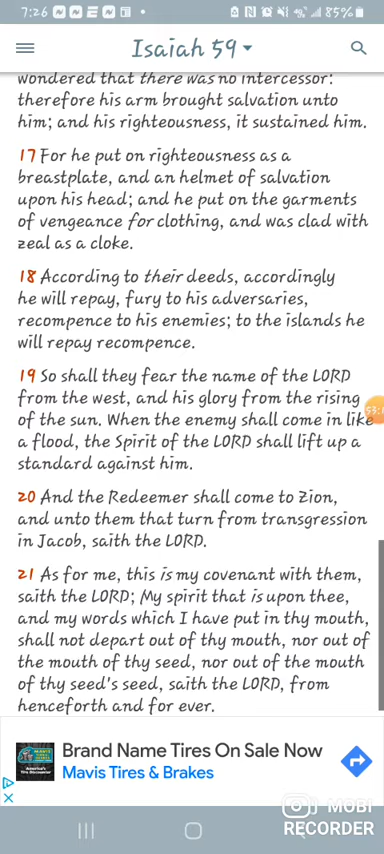 7:26
85%
Isaiah 59
wondered that there was no intercessor:
therefore his arm brought salvation unto
him; and his righteousness, it sustained him.
17 For he put on righteousness as a
breastplate, and an helmet of salvation
upon his head; and he put on the garments
of vengeance for clothing, and was clad with
zeal as a cloke.
18 According to their deeds, accordingly
he will repay, fury to his adversaries,
recompence to his enemies; to the islands he
will repay recompence.
19 So shall they fear the name of the LORD
from the west, and his glory from the rising
of the sun. When the enemy shall come in like
a flood, the Spirit of the LORD shall lift up a
standard against him.
20 And the Redeemer shall come to Zion,
and unto them that turn from transgression
in Jacob, saith the LORD.
21 As for me, this is my covenant with them,
saith the LORD; My spirit that is upon thee,
and my words which I have put in thy mouth,
shall not depart out of thy mouth, nor out of
the mouth of thy seed, nor out of the mouth
of thy seed's seed, saith the LORD, from
henceforth and for ever.
Brand Name Tires On Sale Now
Mavis Tires & Brakes
MOBI
RECORDER